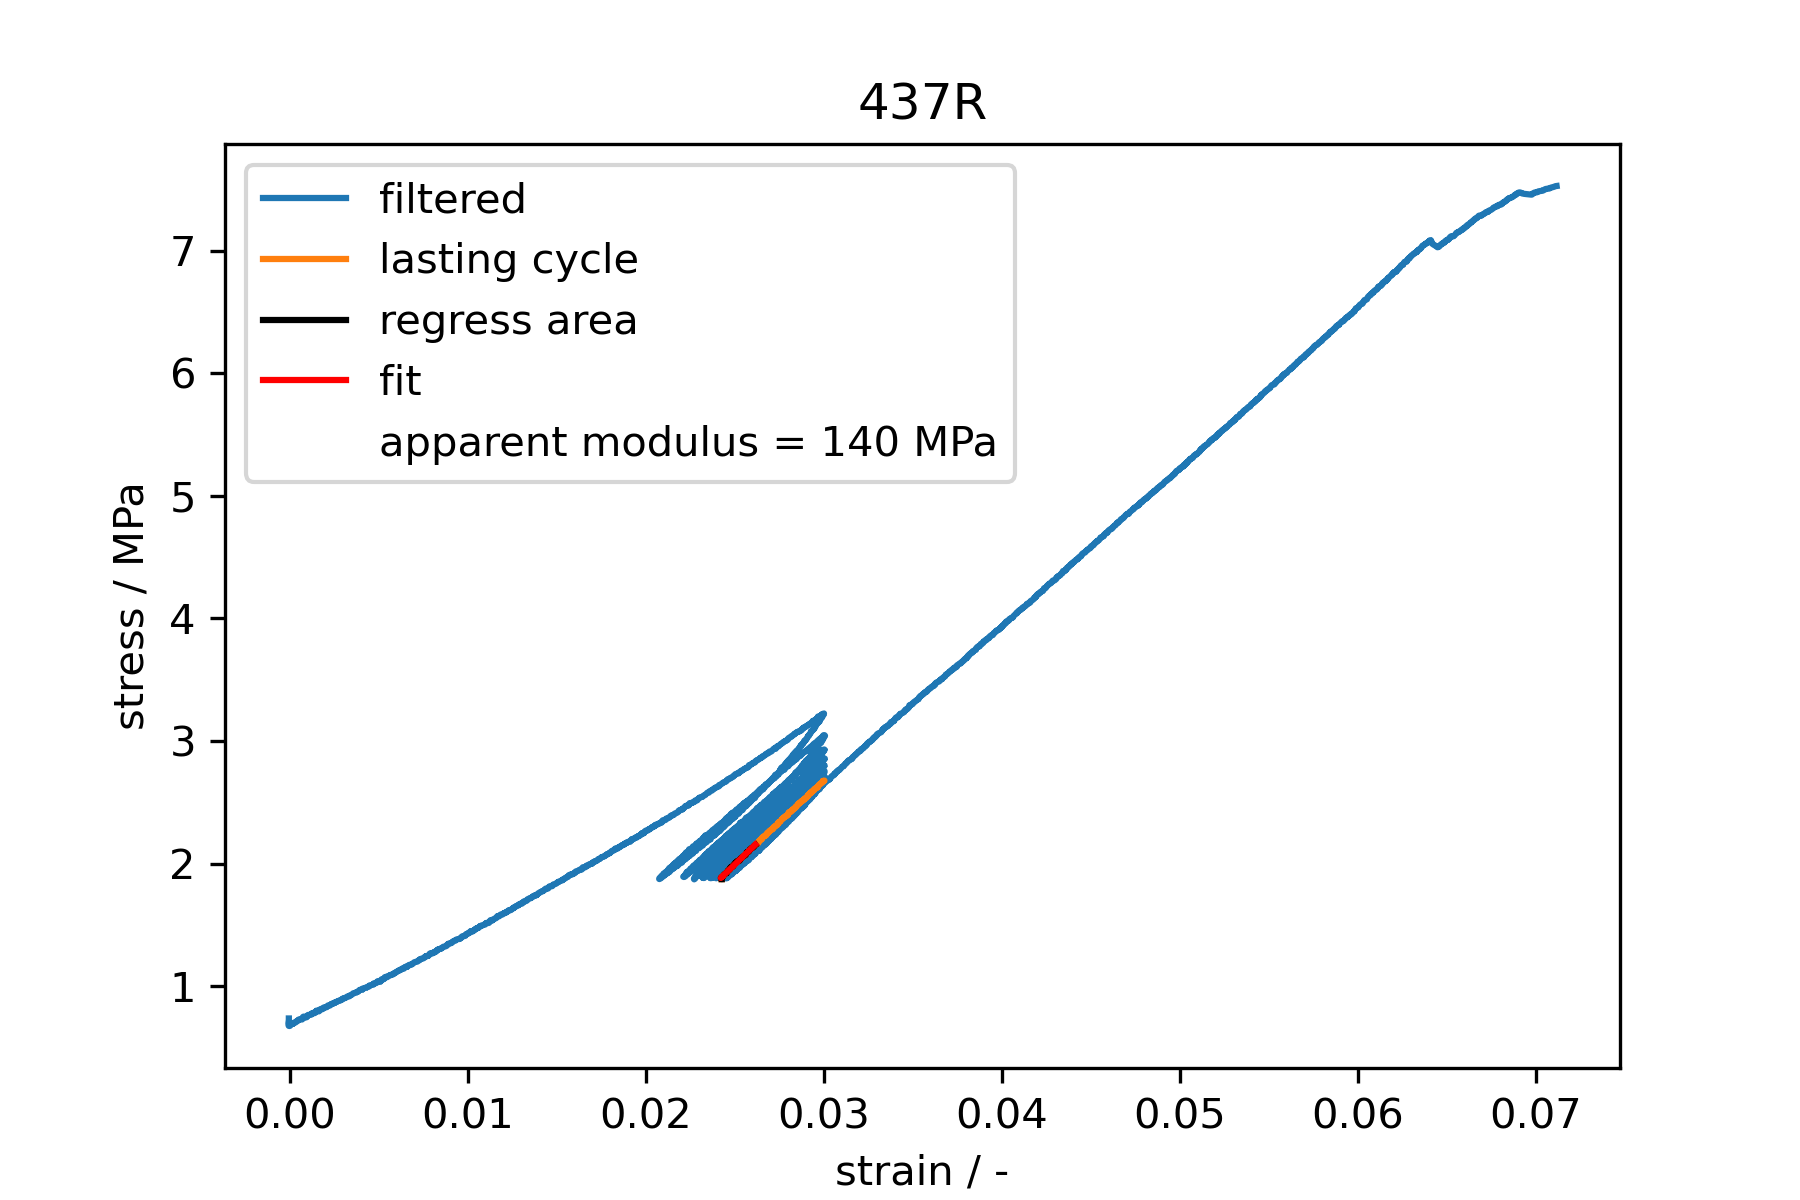 437R
filtered
lasting cycle
regress area
fit
apparent modulus = 140 MPa
stress / MPa
7
6
5
4
3
2
1
0.00 0.01 0.02 0.03 0.04 0.05 0.06 0.07
strain / -